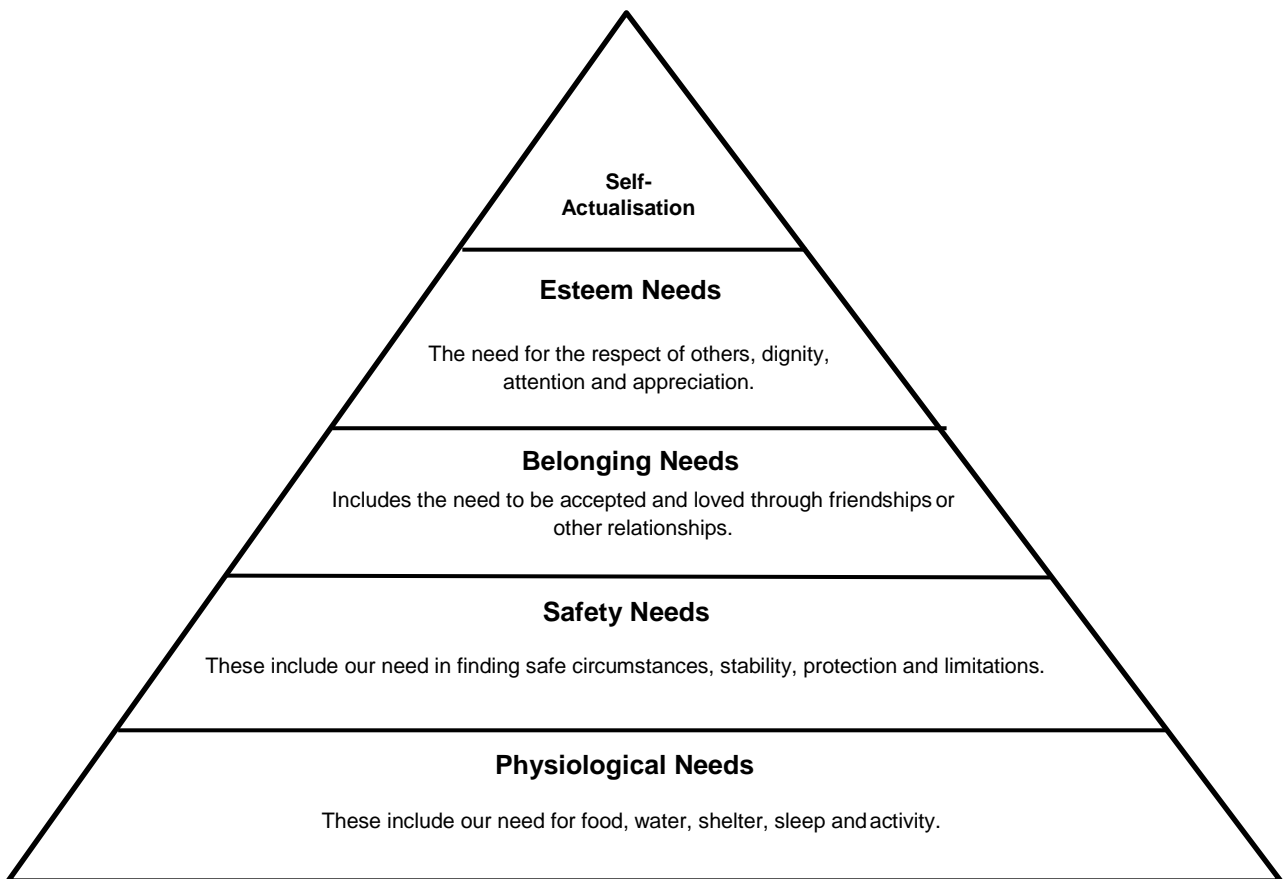 Self-
Actualisation
Esteem Needs
The need for the respect of others, dignity,
attention and appreciation.
Belonging Needs
Includes the need to be accepted and loved through friendships or
other relationships.
Safety Needs
These include our need in finding safe circumstances, stability, protection and limitations.
Physiological Needs
These include our need for food, water, shelter, sleep and activity.